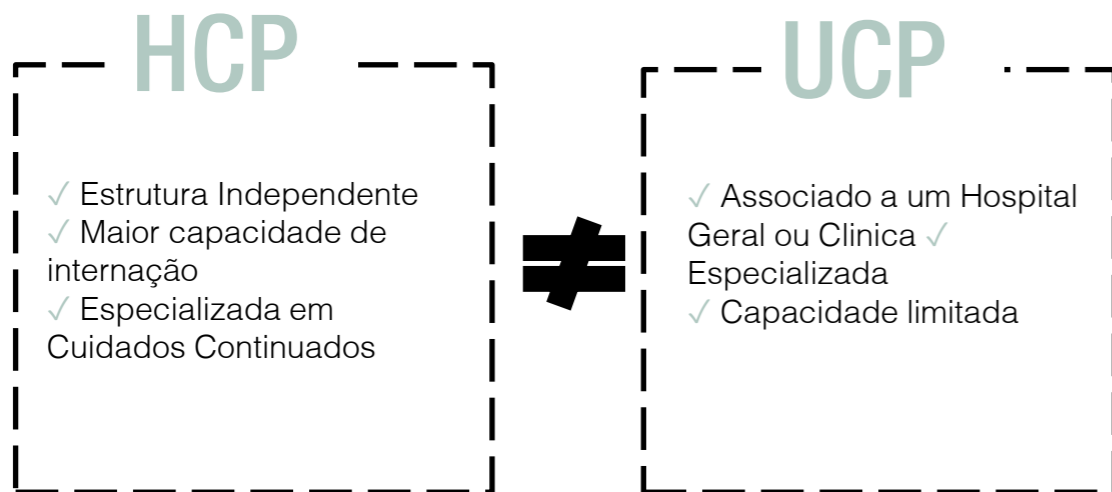 HCP
✓ Estrutura Independente
✓ Maior capacidade de
internação
✓ Especializada em
Cuidados Continuados
≠
UCP
✓ Associado a um Hospital
Geral ou Clinica ✓
Especializada
✓ Capacidade limitada